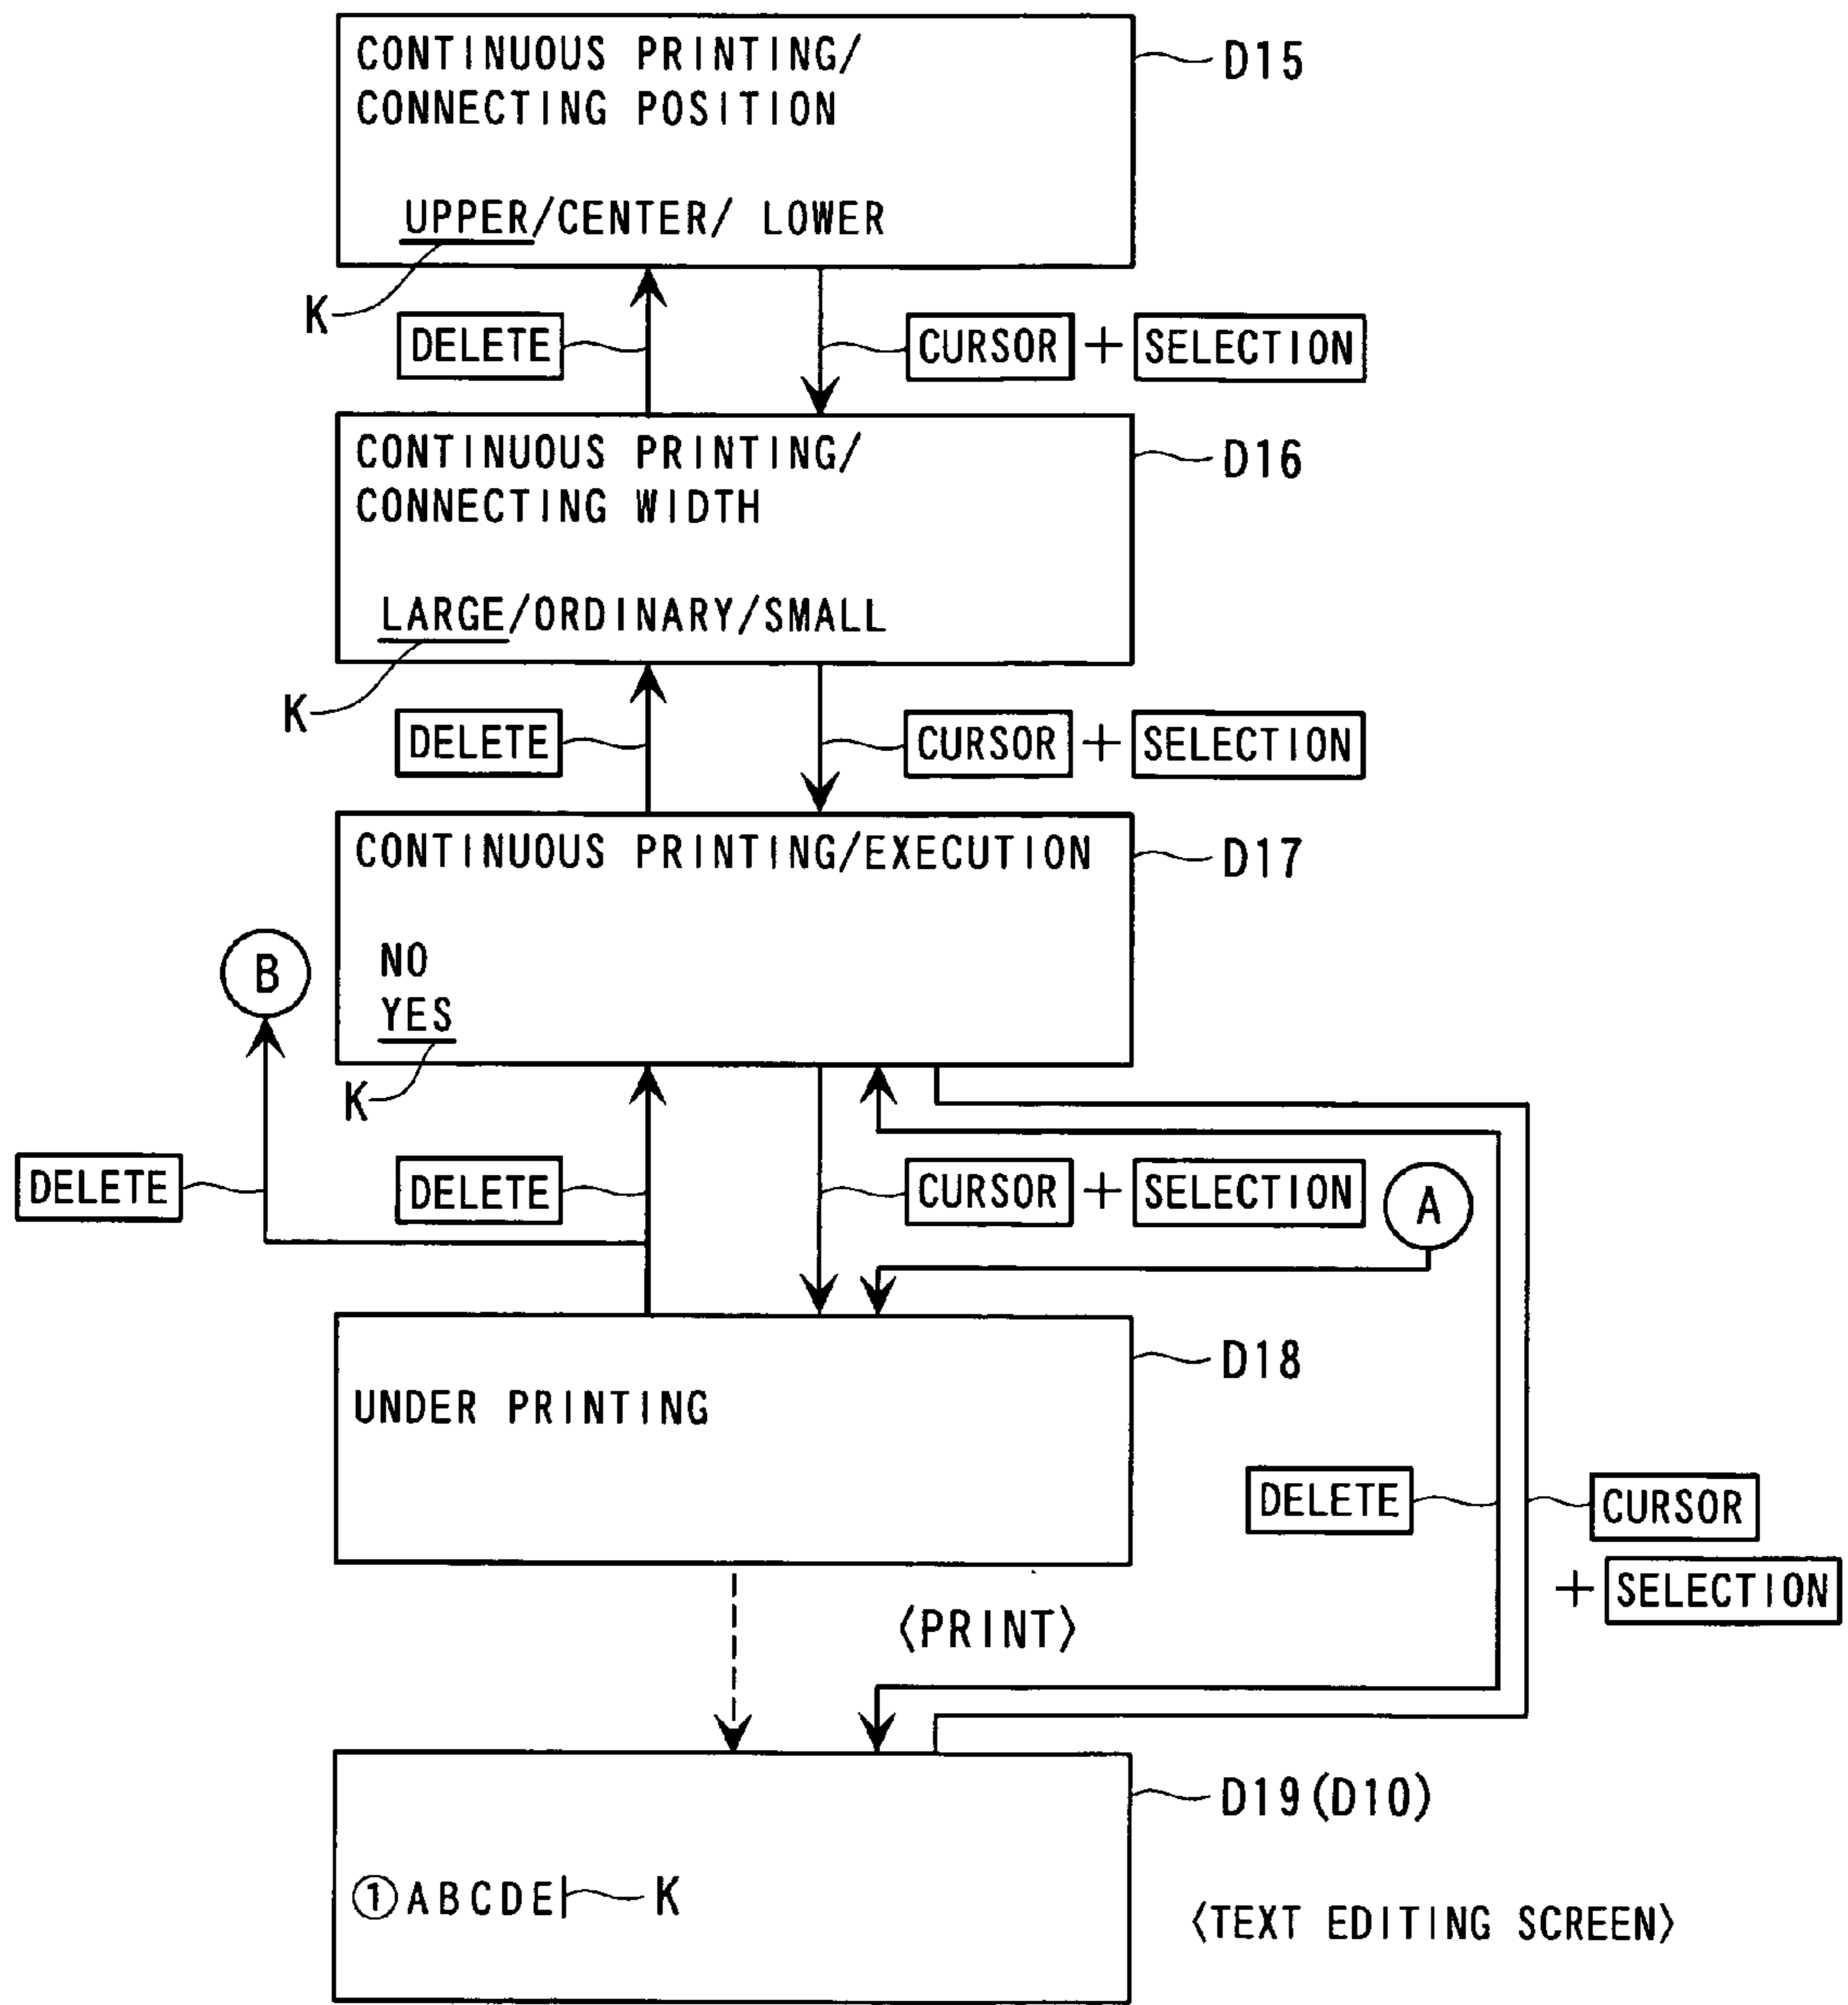 CONTINUOUS PRINTING/
CONNECTING POSITION
D15
UPPER/CENTER/ LOWER
K
DELETE
CURSOR + SELECTION
CONTINUOUS PRINTING/
CONNECTING WIDTH
D16
LARGE/ORDINARY/SMALL
K
DELETE
CURSOR + SELECTION
CONTINUOUS PRINTING/EXECUTION
D17
B
NO
YES
K
DELETE
DELETE
CURSOR + SELECTION
A
D18
UNDER PRINTING
DELETE
CURSOR
+ SELECTION
〈PRINT〉
D19(D10)
①ABCDE| K
〈TEXT EDITING SCREEN〉